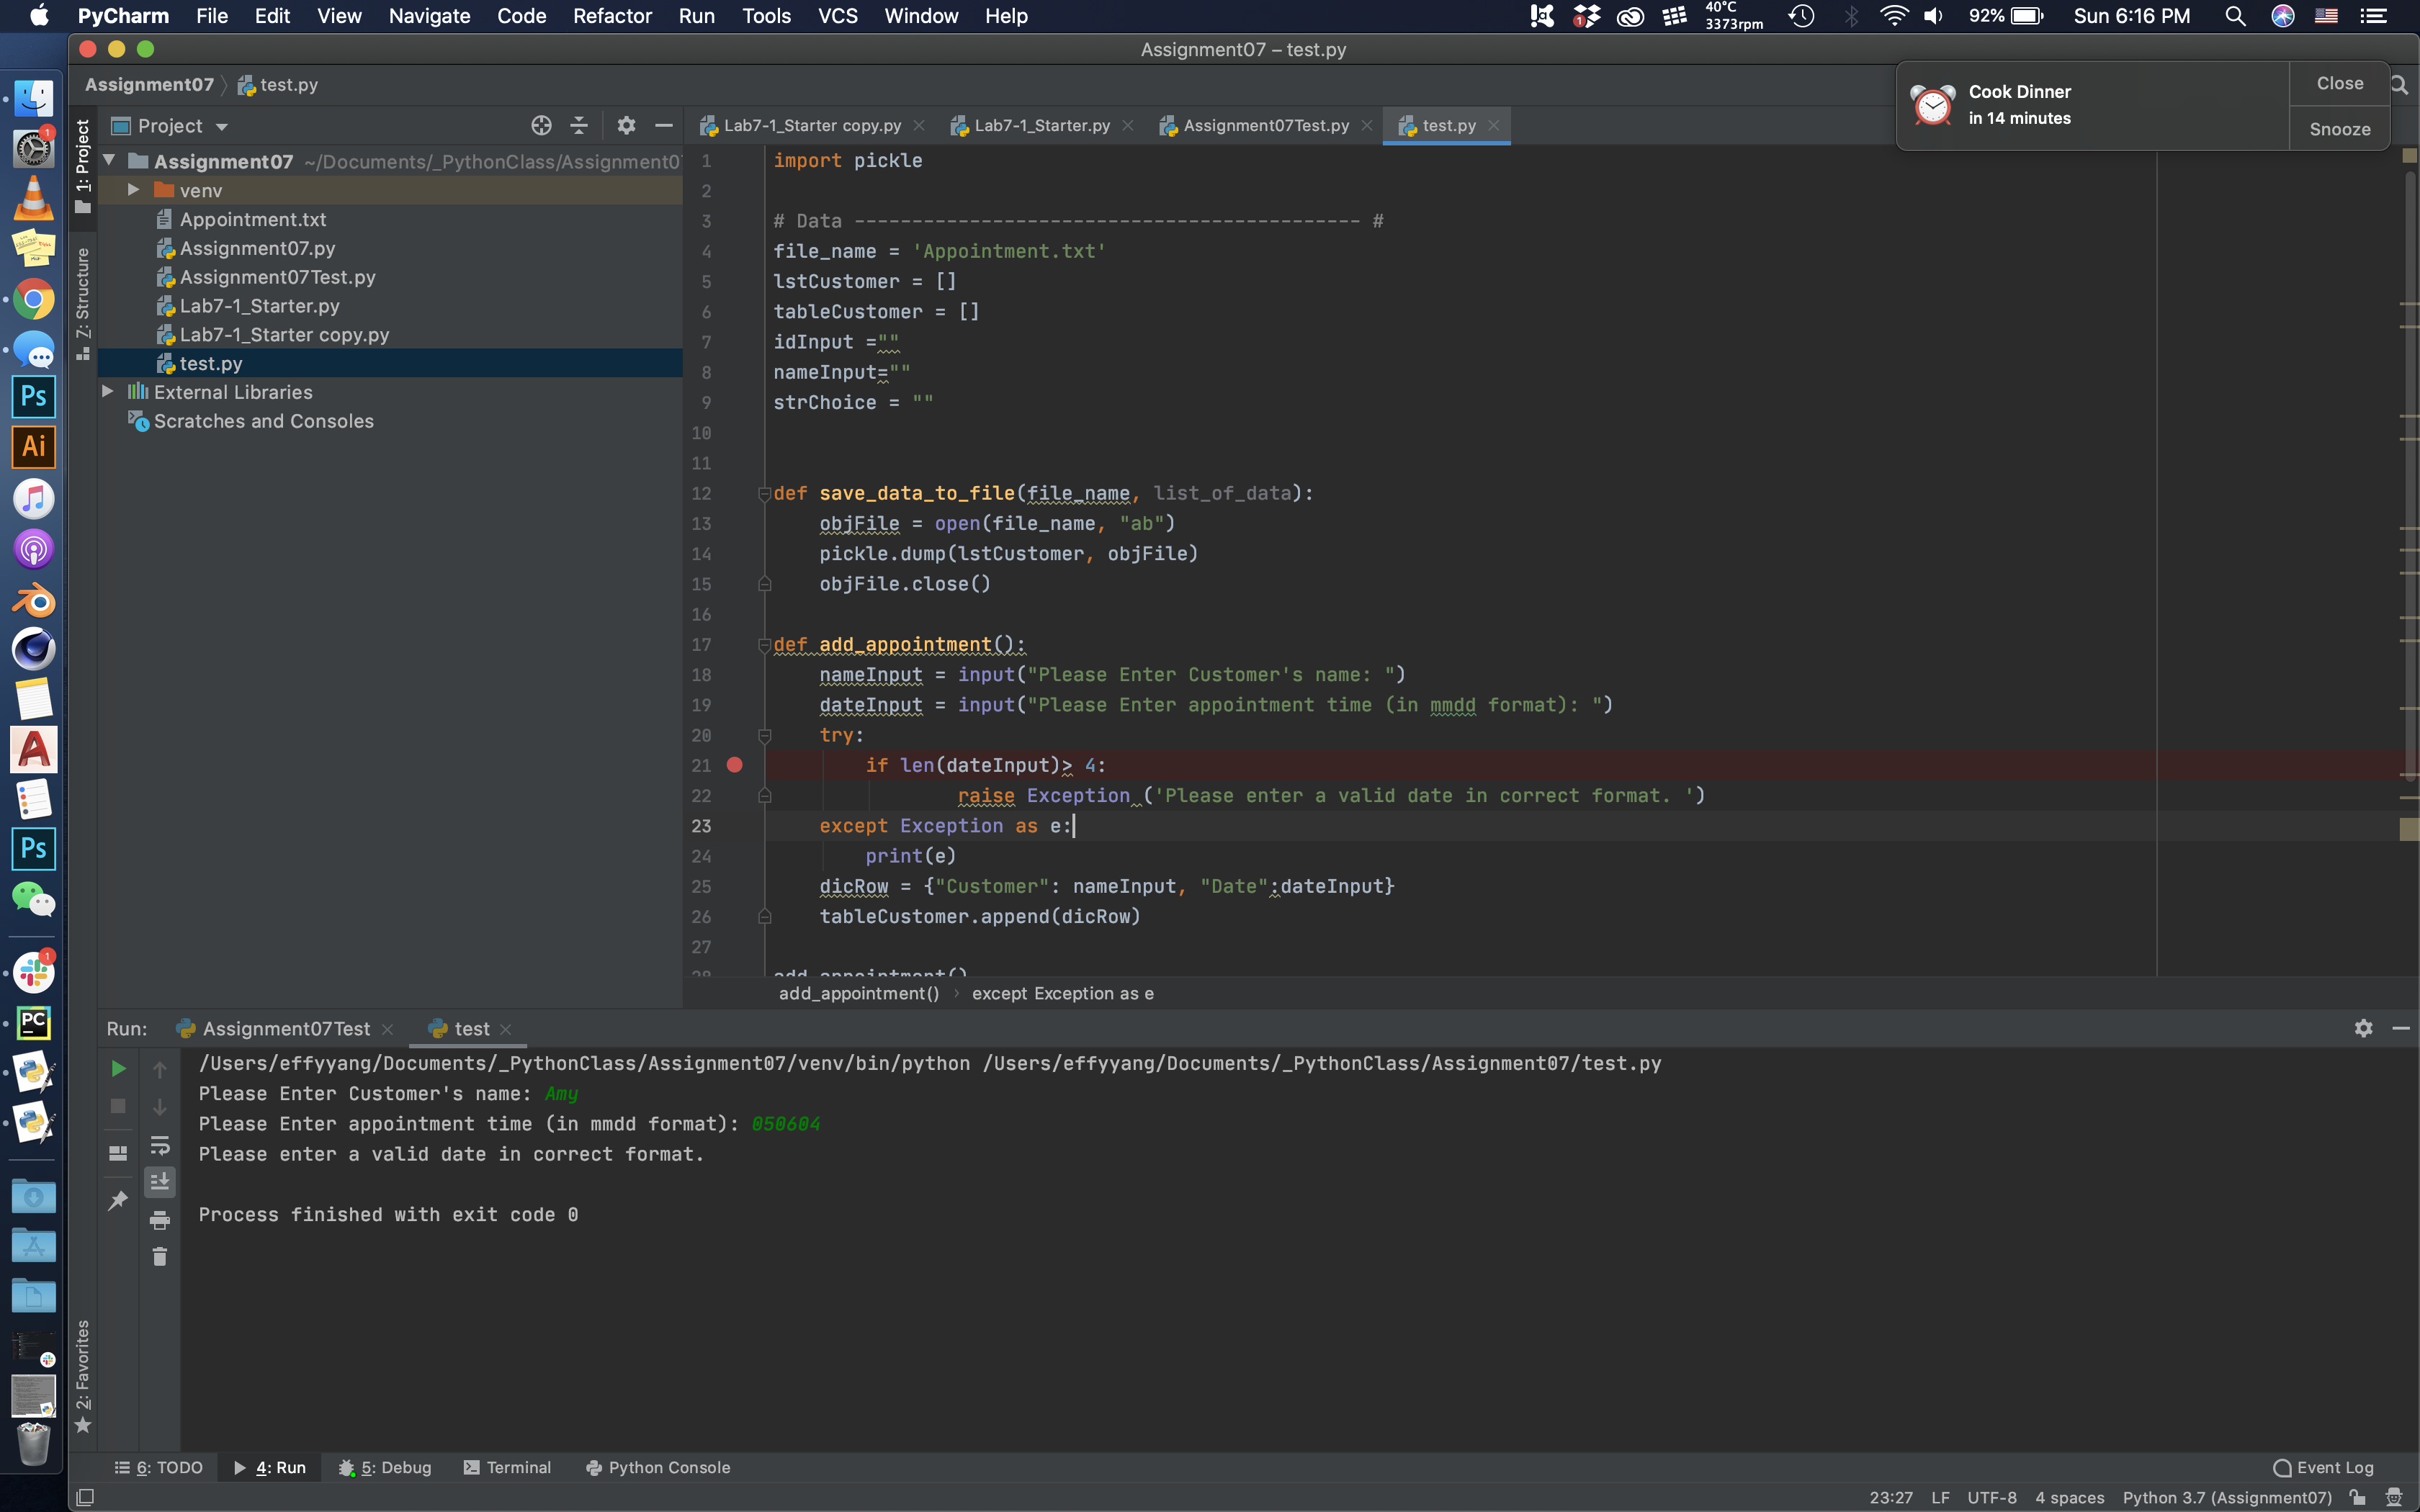 PyCharm File Edit View Navigate Code Refactor Run Tools VCS Window Help
1 40°C 3373rpm 92% Sun 6:16 PM
Assignment07 – test.py
Assignment07 test.py
Cook Dinner
in 14 minutes
Close
Snooze
1: Project
Z: Structure
2: Favorites
Project
Assignment07 ~/Documents/_PythonClass/Assignment07
venv
Appointment.txt
Assignment07.py
Assignment07Test.py
Lab7-1_Starter.py
Lab7-1_Starter copy.py
test.py
External Libraries
Scratches and Consoles
1
Ps
Ai
Ps
1
PC
Lab7-1_Starter copy.py Lab7-1_Starter.py Assignment07Test.py test.py
1 import pickle
2
3 # Data -------------------------------------------- #
4 file_name = 'Appointment.txt'
5 lstCustomer = []
6 tableCustomer = []
7 idInput =""
8 nameInput=""
9 strChoice = ""
10
11
12 def save_data_to_file(file_name, list_of_data):
13 objFile = open(file_name, "ab")
14 pickle.dump(lstCustomer, objFile)
15 objFile.close()
16
17 def add_appointment():
18 nameInput = input("Please Enter Customer's name: ")
19 dateInput = input("Please Enter appointment time (in mmdd format): ")
20 try:
21 if len(dateInput)> 4:
22 raise Exception ('Please enter a valid date in correct format. ')
23 except Exception as e:
24 print(e)
25 dicRow = {"Customer": nameInput, "Date":dateInput}
26 tableCustomer.append(dicRow)
27
28 add_appointment()
add_appointment() › except Exception as e
Run: Assignment07Test test
/Users/effyyang/Documents/_PythonClass/Assignment07/venv/bin/python /Users/effyyang/Documents/_PythonClass/Assignment07/test.py
Please Enter Customer's name: Amy
Please Enter appointment time (in mmdd format): 050604
Please enter a valid date in correct format.
Process finished with exit code 0
6: TODO 4: Run 5: Debug Terminal Python Console Event Log
23:27 LF UTF-8 4 spaces Python 3.7 (Assignment07)